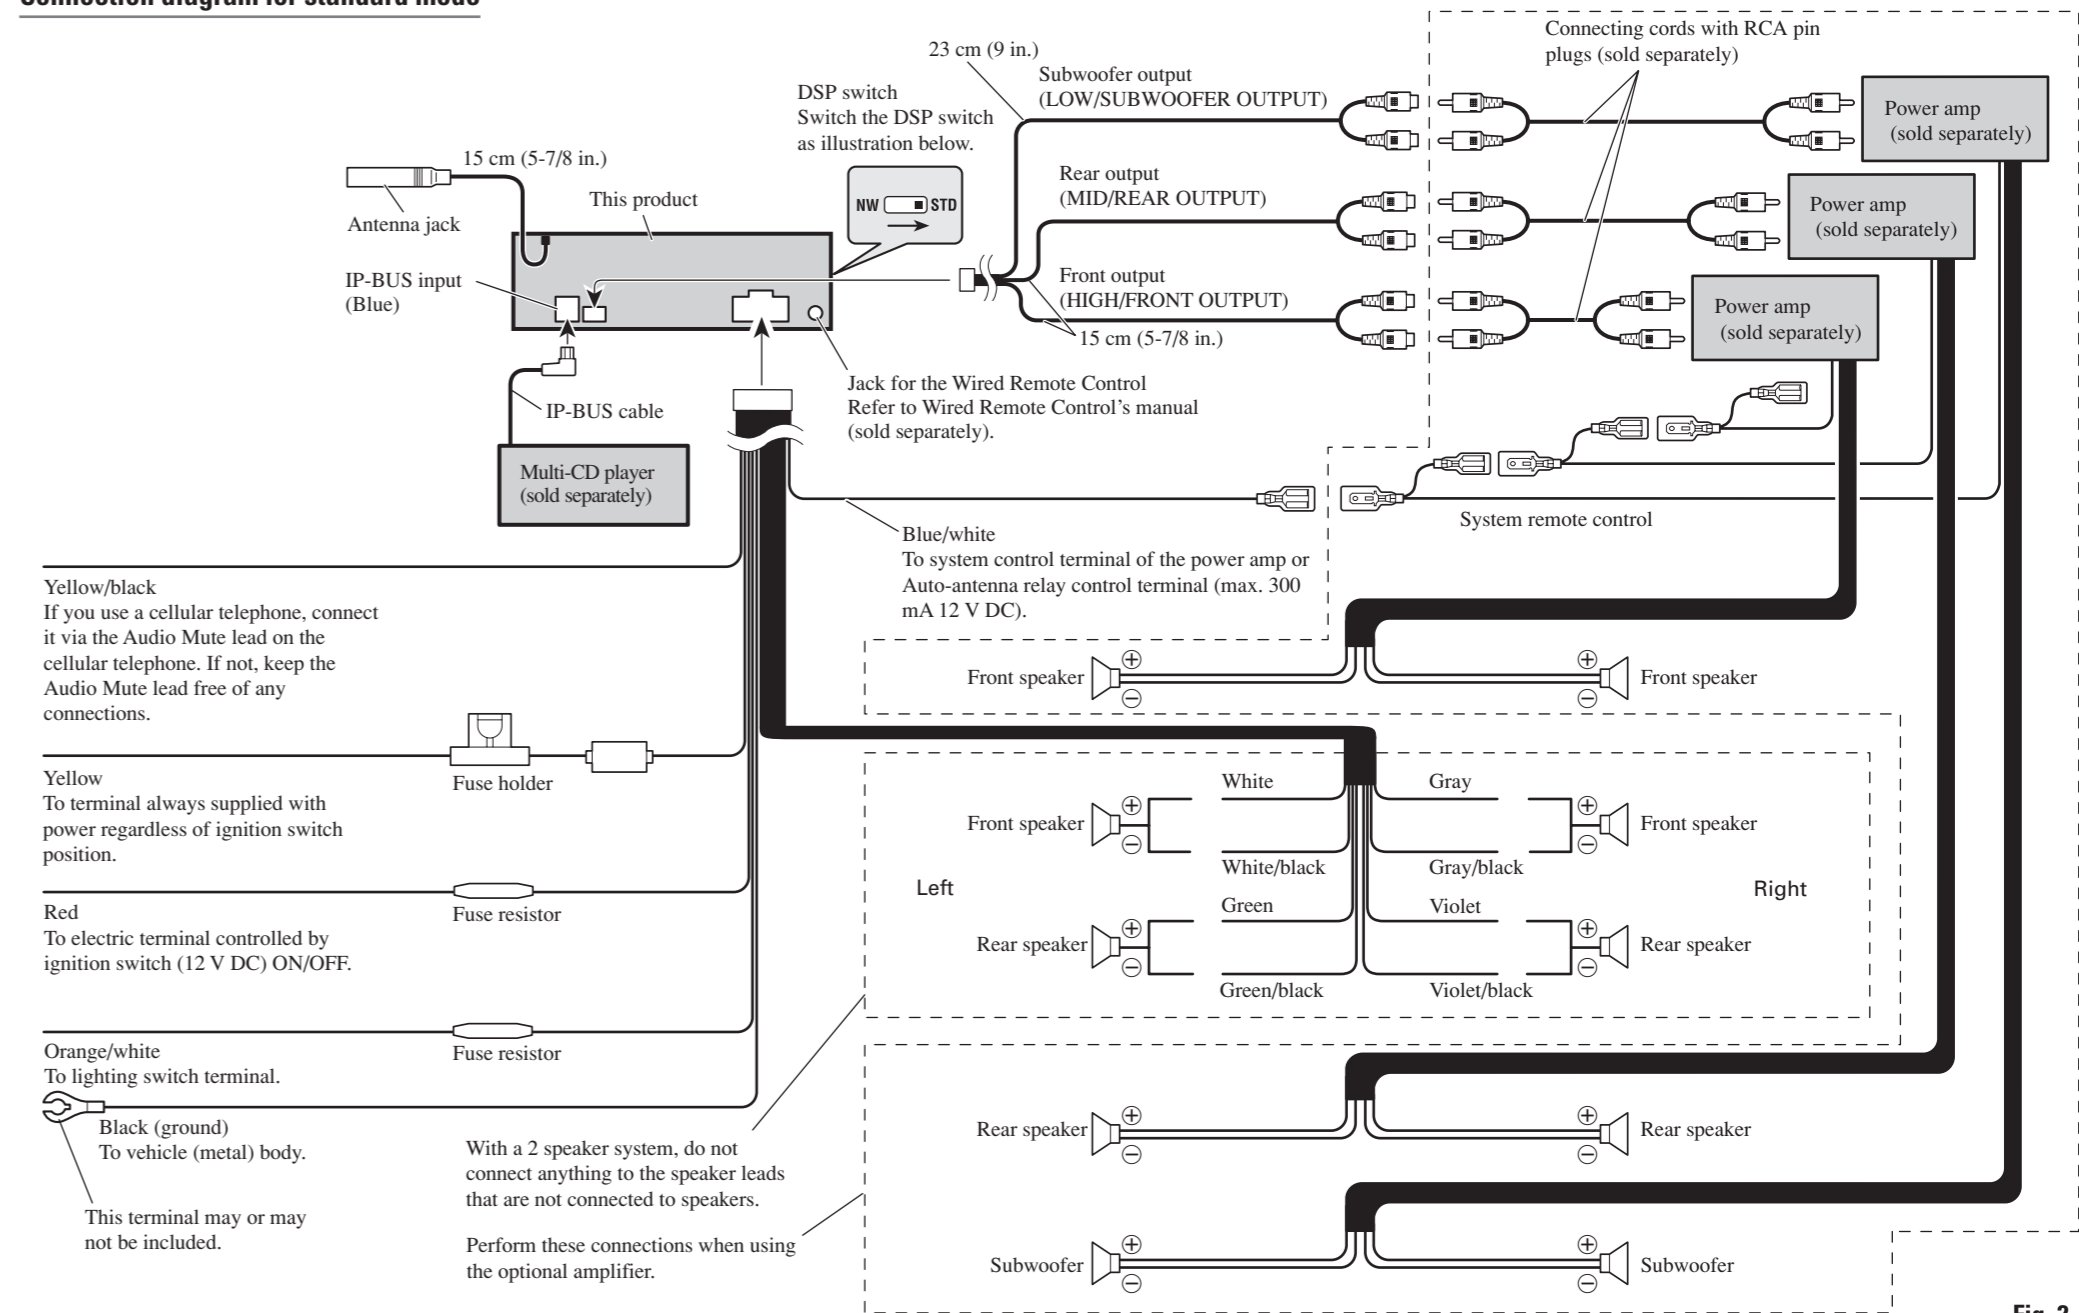 Connection diagram for standard mode
23 cm (9 in.)
Subwoofer output
(LOW/SUBWOOFER OUTPUT)
Connecting cords with RCA pin
plugs (sold separately)
Power amp
(sold separately)
DSP switch
Switch the DSP switch
as illustration below.
NW STD
15 cm (5-7/8 in.)
Antenna jack
This product
Rear output
(MID/REAR OUTPUT)
Power amp
(sold separately)
IP-BUS input
(Blue)
Front output
(HIGH/FRONT OUTPUT)
15 cm (5-7/8 in.)
Power amp
(sold separately)
Jack for the Wired Remote Control
Refer to Wired Remote Control's manual
(sold separately).
IP-BUS cable
Multi-CD player
(sold separately)
Blue/white
To system control terminal of the power amp or
Auto-antenna relay control terminal (max. 300
mA 12 V DC).
System remote control
Yellow/black
If you use a cellular telephone, connect
it via the Audio Mute lead on the
cellular telephone. If not, keep the
Audio Mute lead free of any
connections.
Front speaker
+
−
+
−
Front speaker
Yellow
To terminal always supplied with
power regardless of ignition switch
position.
Fuse holder
Red
To electric terminal controlled by
ignition switch (12 V DC) ON/OFF.
Fuse resistor
Orange/white
To lighting switch terminal.
Fuse resistor
Black (ground)
To vehicle (metal) body.
This terminal may or may
not be included.
White
Gray
Front speaker
+
−
+
−
Front speaker
White/black
Gray/black
Left
Right
Green
Violet
Rear speaker
+
−
+
−
Rear speaker
Green/black
Violet/black
With a 2 speaker system, do not
connect anything to the speaker leads
that are not connected to speakers.
Perform these connections when using
the optional amplifier.
Rear speaker
+
−
+
−
Rear speaker
Subwoofer
+
−
+
−
Subwoofer
Fig. 2